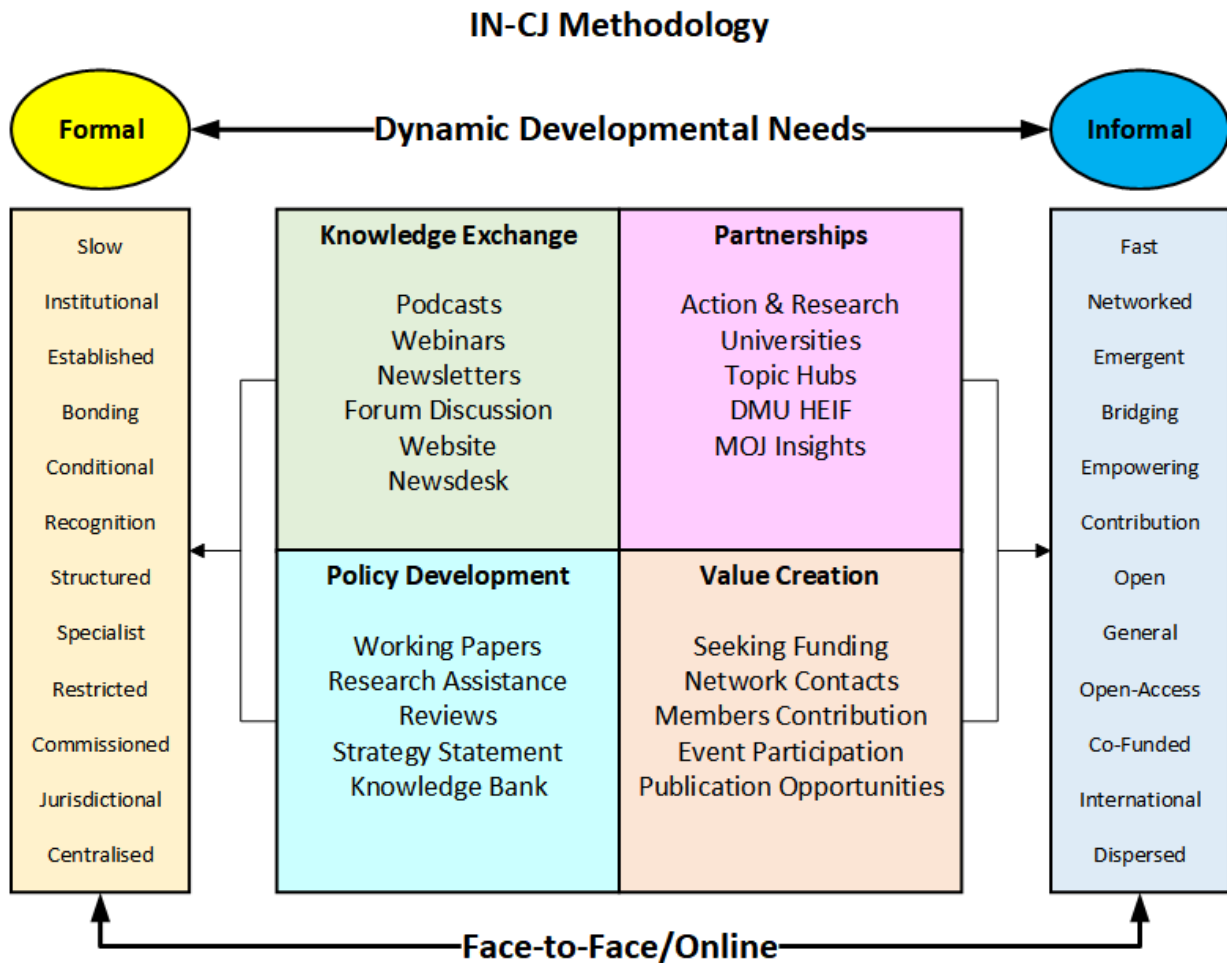 IN-CJ Methodology
Formal
Dynamic Developmental Needs
Informal
Slow
Institutional
Established
Bonding
Conditional
Recognition
Structured
Specialist
Restricted
Commissioned
Jurisdictional
Centralised
Knowledge Exchange
Podcasts
Webinars
Newsletters
Forum Discussion
Website
Newsdesk
Partnerships
Action & Research
Universities
Topic Hubs
DMU HEIF
MOJ Insights
Policy Development
Working Papers
Research Assistance
Reviews
Strategy Statement
Knowledge Bank
Value Creation
Seeking Funding
Network Contacts
Members Contribution
Event Participation
Publication Opportunities
Fast
Networked
Emergent
Bridging
Empowering
Contribution
Open
General
Open-Access
Co-Funded
International
Dispersed
Face-to-Face/Online